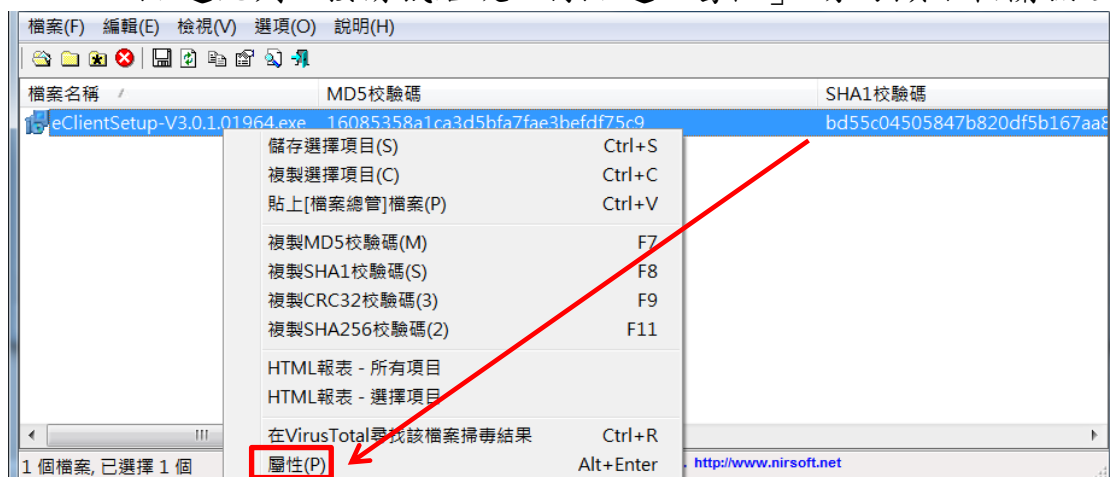 檔案(F) 編輯(E) 檢視(V) 選項(O) 說明(H)
檔案名稱 MD5校驗碼 SHA1校驗碼
eClientSetup-V3.0.1.01964.exe 16085358a1ca3d5bfa7fae3befdf75c9 bd55c04505847b820df5b167aa8
儲存選擇項目(S) Ctrl+S
複製選擇項目(C) Ctrl+C
貼上[檔案總管]檔案(P) Ctrl+V
複製MD5校驗碼(M) F7
複製SHA1校驗碼(S) F8
複製CRC32校驗碼(3) F9
複製SHA256校驗碼(2) F11
HTML報表 - 所有項目
HTML報表 - 選擇項目
在VirusTotal尋找該檔案掃毒結果 Ctrl+R
屬性(P) Alt+Enter
1 個檔案, 已選擇 1 個 http://www.nirsoft.net